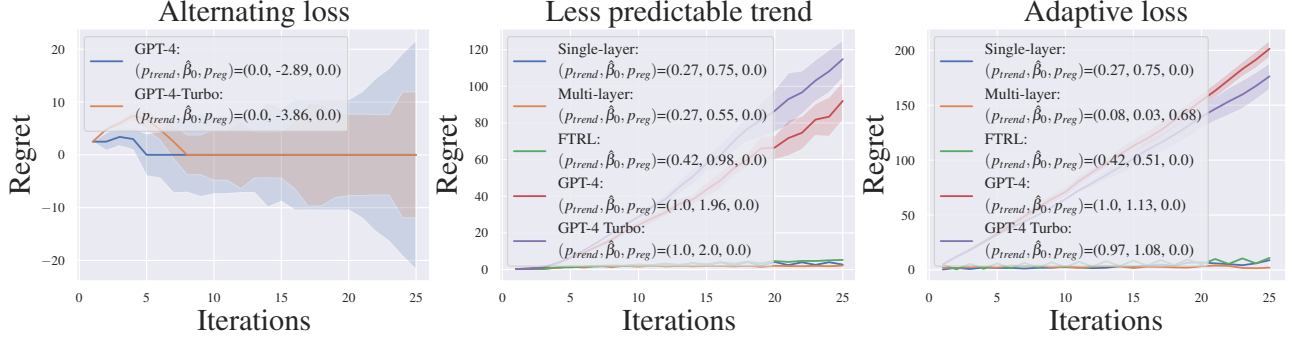 Alternating loss
GPT-4:
(p_trend, β̂_0, p_reg)=(0.0, -2.89, 0.0)
GPT-4-Turbo:
(p_trend, β̂_0, p_reg)=(0.0, -3.86, 0.0)
20
10
0
−10
−20
Regret
0
5
10
15
20
25
Iterations
Less predictable trend
Single-layer:
(p_trend, β̂_0, p_reg)=(0.27, 0.75, 0.0)
Multi-layer:
(p_trend, β̂_0, p_reg)=(0.27, 0.55, 0.0)
FTRL:
(p_trend, β̂_0, p_reg)=(0.42, 0.98, 0.0)
GPT-4:
(p_trend, β̂_0, p_reg)=(1.0, 1.96, 0.0)
GPT-4 Turbo:
(p_trend, β̂_0, p_reg)=(1.0, 2.0, 0.0)
120
100
80
60
40
20
0
Regret
0
5
10
15
20
25
Iterations
Adaptive loss
Single-layer:
(p_trend, β̂_0, p_reg)=(0.27, 0.75, 0.0)
Multi-layer:
(p_trend, β̂_0, p_reg)=(0.08, 0.03, 0.68)
FTRL:
(p_trend, β̂_0, p_reg)=(0.42, 0.51, 0.0)
GPT-4:
(p_trend, β̂_0, p_reg)=(1.0, 1.13, 0.0)
GPT-4 Turbo:
(p_trend, β̂_0, p_reg)=(0.97, 1.08, 0.0)
200
150
100
50
0
Regret
0
5
10
15
20
25
Iterations